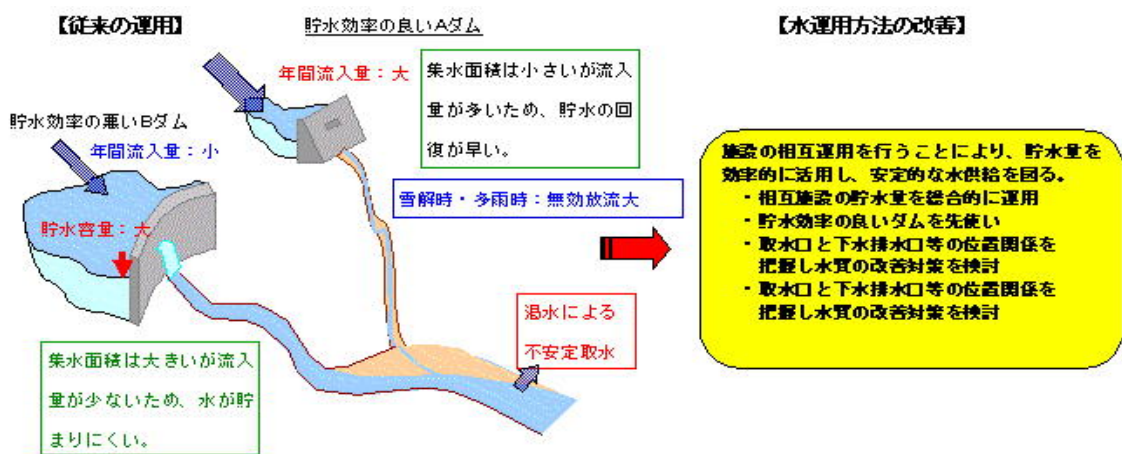 【従来の運用】
貯水効率の良いAダム
年間流入量：大
集水面積は小さいが流入
量が多いため、貯水の回
復が早い。
貯水効率の悪いBダム
年間流入量：小
貯水容量：大
雪解時・多雨時：無効放流大
渇水による
不安定取水
集水面積は大きいが流入
量が少ないため、水が貯
まりにくい。
【水運用方法の改善】
施設の相互運用を行うことにより、貯水量を
効率的に活用し、安定的な水供給を図る。
・相互施設の貯水量を総合的に運用
・貯水効率の良いダムを先使い
・取水口と下水排水口等の位置関係を
把握し水質の改善対策を検討
・取水口と下水排水口等の位置関係を
把握し水質の改善対策を検討